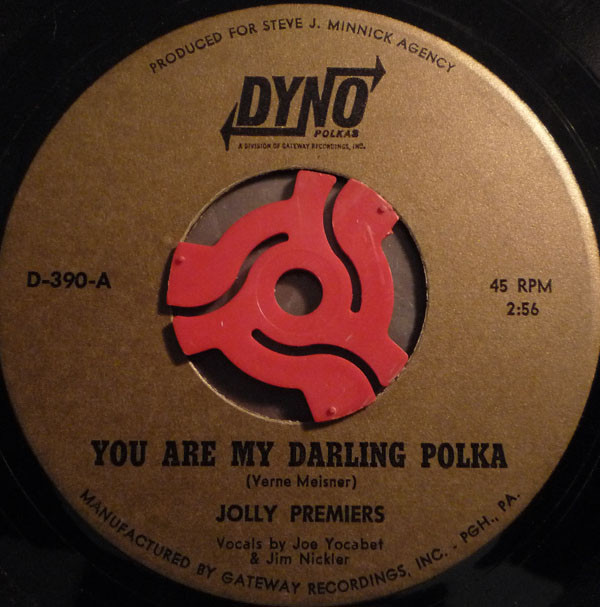 PRODUCED FOR STEVE J. MINNICK AGENCY
DYNO
POLKAS
A DIVISION OF GATEWAY RECORDINGS, INC.
D-390-A
45 RPM
2:56
YOU ARE MY DARLING POLKA
(Verne Meisner)
JOLLY PREMIERS
Vocals by Joe Yocabet
& Jim Nickler
MANUFACTURED BY GATEWAY RECORDINGS, INC. - PGH., PA.